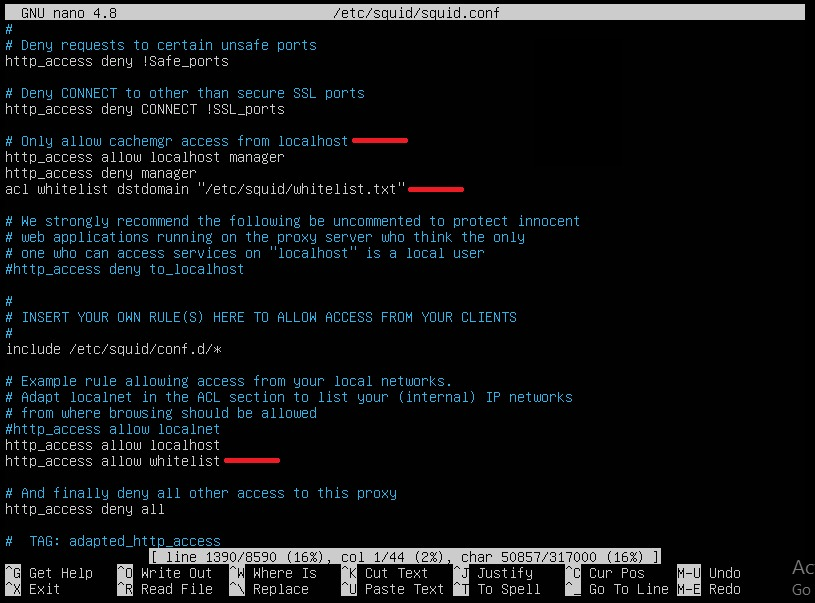 GNU nano 4.8 /etc/squid/squid.conf
#
# Deny requests to certain unsafe ports
http_access deny !Safe_ports
# Deny CONNECT to other than secure SSL ports
http_access deny CONNECT !SSL_ports
# Only allow cachemgr access from localhost
http_access allow localhost manager
http_access deny manager
acl whitelist dstdomain "/etc/squid/whitelist.txt"
# We strongly recommend the following be uncommented to protect innocent
# web applications running on the proxy server who think the only
# one who can access services on "localhost" is a local user
#http_access deny to_localhost
#
# INSERT YOUR OWN RULE(S) HERE TO ALLOW ACCESS FROM YOUR CLIENTS
#
include /etc/squid/conf.d/*
# Example rule allowing access from your local networks.
# Adapt localnet in the ACL section to list your (internal) IP networks
# from where browsing should be allowed
#http_access allow localnet
http_access allow localhost
http_access allow whitelist
# And finally deny all other access to this proxy
http_access deny all
# TAG: adapted_http_access
[ line 1390/8590 (16%), col 1/44 (2%), char 50857/317000 (16%) ]
^G Get Help ^O Write Out ^W Where Is ^K Cut Text ^J Justify ^C Cur Pos M-U Undo Ac
^X Exit ^R Read File ^\ Replace ^U Paste Text ^T To Spell ^_ Go To Line M-E Redo Go